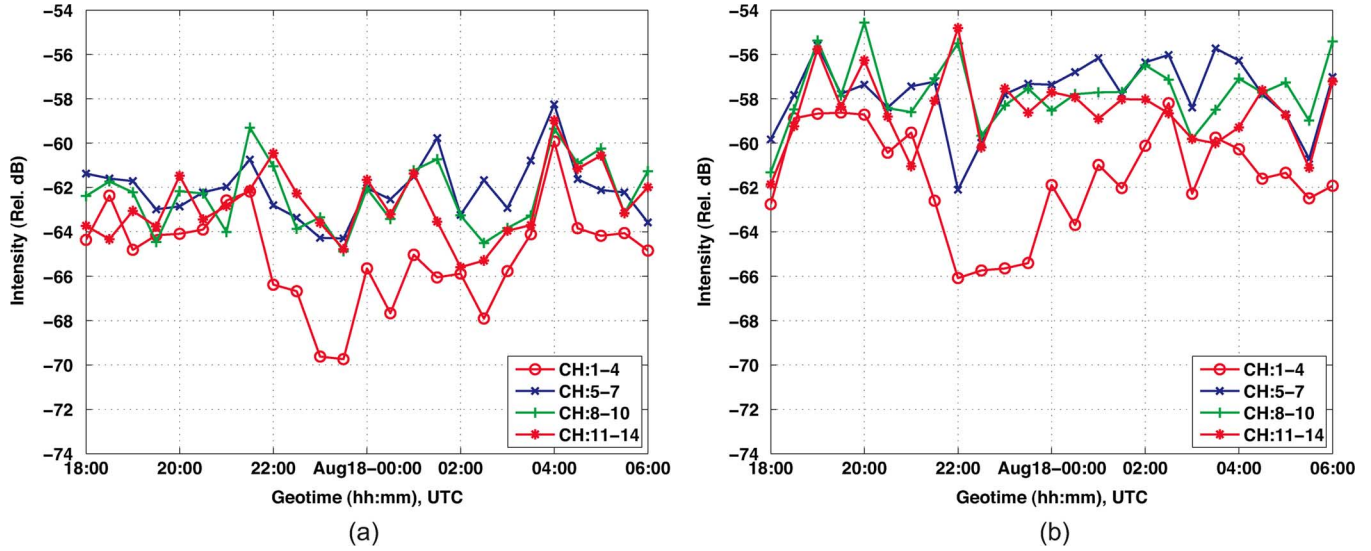 −54
−56
−58
−60
−62
−64
−66
−68
−70
−72
−74
Intensity (Rel. dB)
18:00 20:00 22:00 Aug18−00:00 02:00 04:00 06:00
Geotime (hh:mm), UTC
CH:1−4
CH:5−7
CH:8−10
CH:11−14
(a)
−54
−56
−58
−60
−62
−64
−66
−68
−70
−72
−74
Intensity (Rel. dB)
18:00 20:00 22:00 Aug18−00:00 02:00 04:00 06:00
Geotime (hh:mm), UTC
CH:1−4
CH:5−7
CH:8−10
CH:11−14
(b)